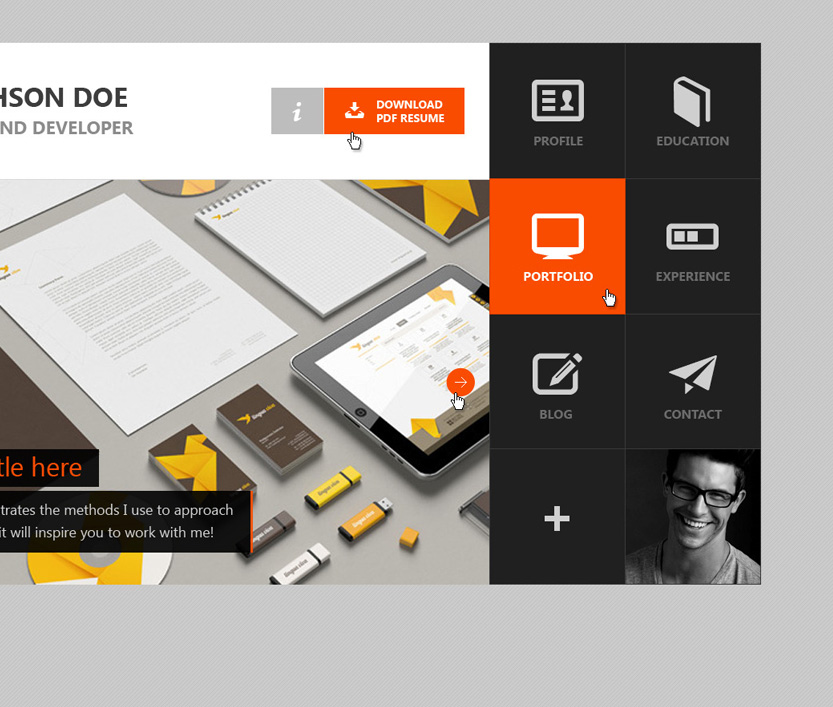 HSON DOE
ND DEVELOPER
i
DOWNLOAD
PDF RESUME
PROFILE
EDUCATION
PORTFOLIO
EXPERIENCE
BLOG
CONTACT
tle here
trates the methods I use to approach
it will inspire you to work with me!